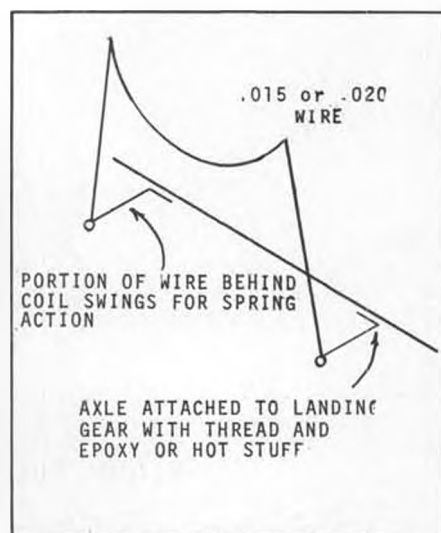 .015 or .020
WIRE
PORTION OF WIRE BEHIND
COIL SWINGS FOR SPRING
ACTION
AXLE ATTACHED TO LANDING
GEAR WITH THREAD AND
EPOXY OR HOT STUFF